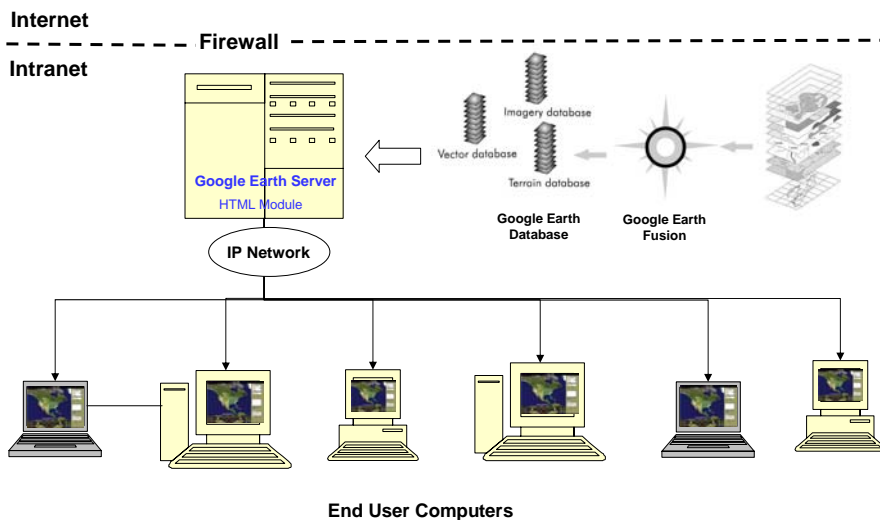 Internet
Firewall
Intranet
Imagery database
Vector database
Terrain database
Google Earth Server
HTML Module
Google Earth
Database
Google Earth
Fusion
IP Network
End User Computers